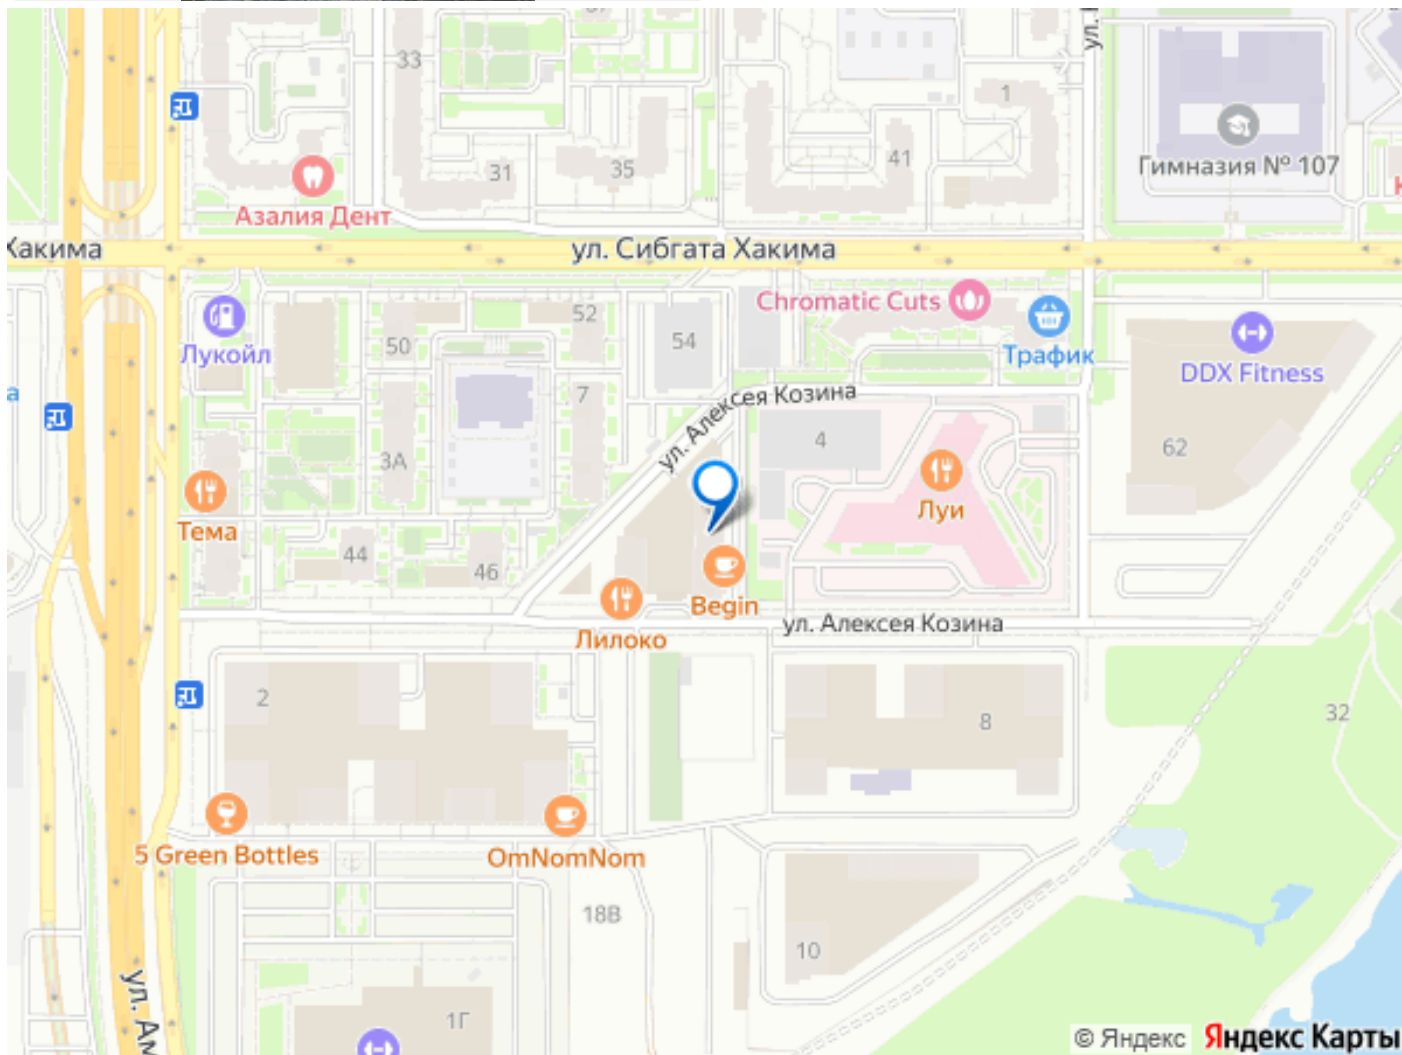 33
1
41
Гимназия № 107
31
35
Азалия Дент
Хакима
ул. Сибгата Хакима
Chromatic Cuts
52
Лукойл
50
54
Трафик
DDX Fitness
7
ул. Алексея Козина
4
62
3А
Луи
Тема
44
46
Begin
Лилоко
ул. Алексея Козина
2
8
32
5 Green Bottles
OmNomNom
18В
10
1Г
ул. Ам
© Яндекс Яндекс Карты